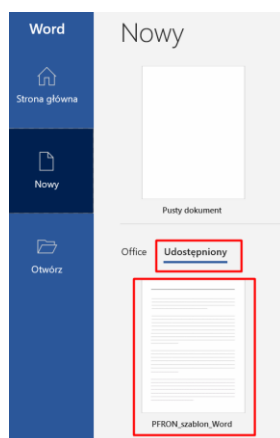 Word
Nowy
Strona główna
Nowy
Pusty dokument
Otwórz
Office Udostępniony
PFRON_szablon_Word